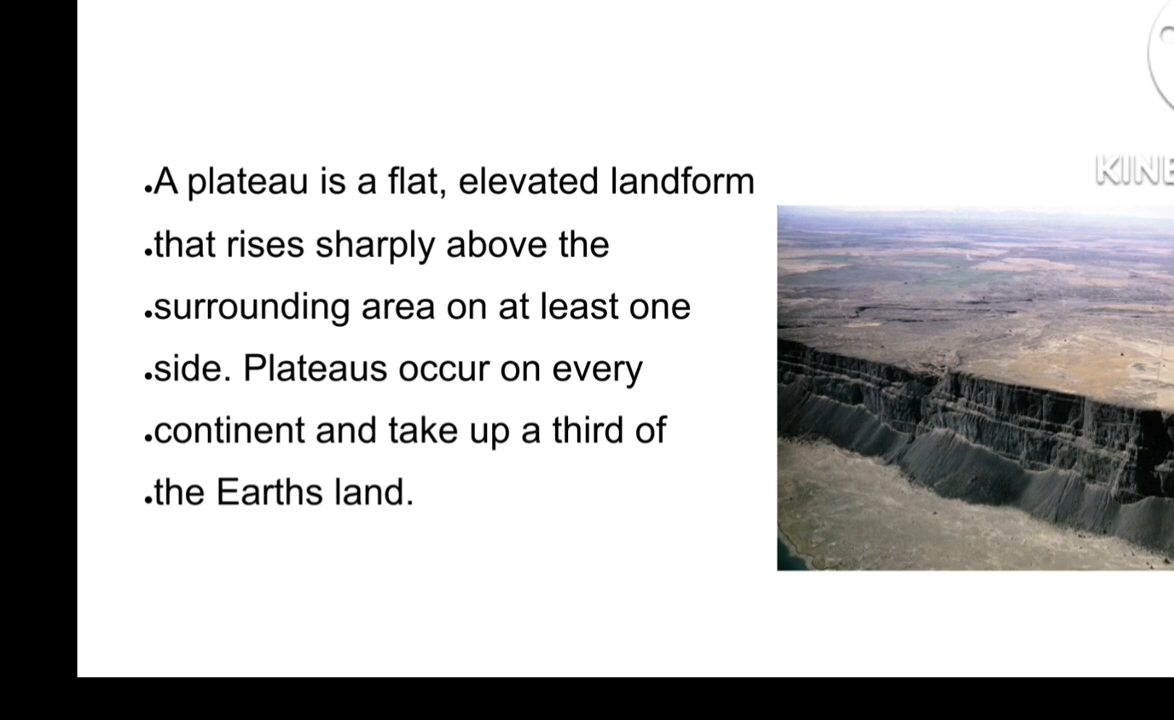 KINE
.A plateau is a flat, elevated landform
.that rises sharply above the
.surrounding area on at least one
.side. Plateaus occur on every
.continent and take up a third of
.the Earths land.